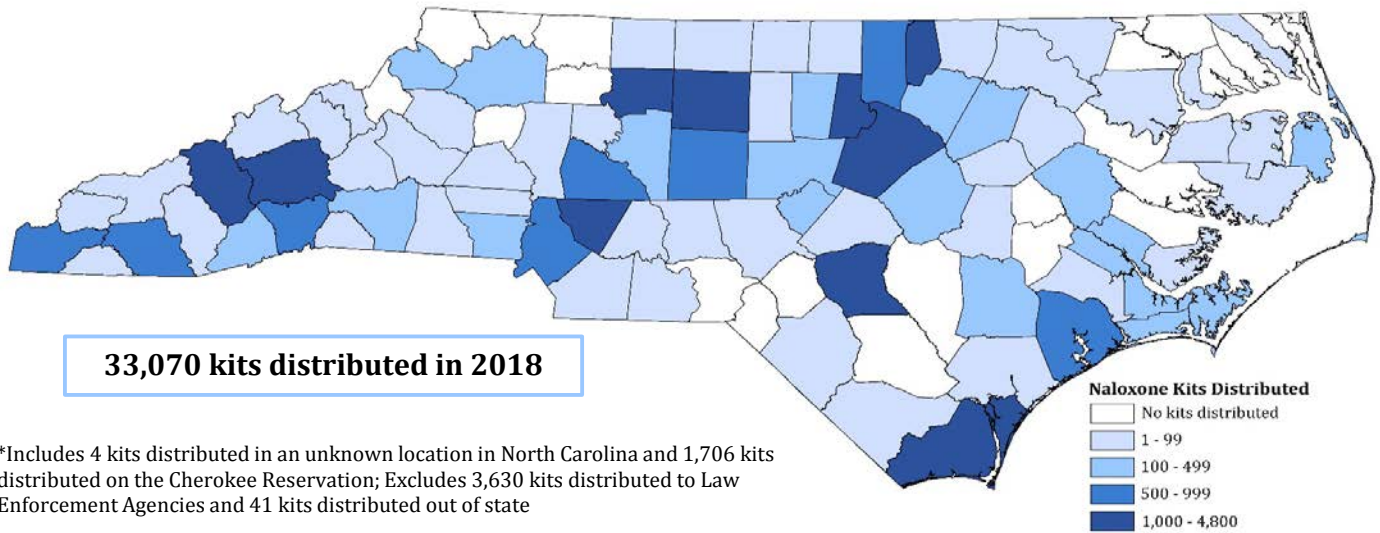 33,070 kits distributed in 2018
*Includes 4 kits distributed in an unknown location in North Carolina and 1,706 kits
distributed on the Cherokee Reservation; Excludes 3,630 kits distributed to Law
Enforcement Agencies and 41 kits distributed out of state
Naloxone Kits Distributed
No kits distributed
1 - 99
100 - 499
500 - 999
1,000 - 4,800